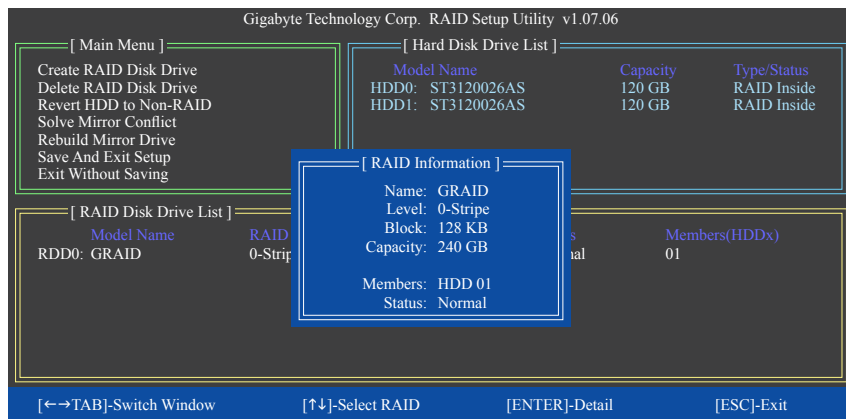 Gigabyte Technology Corp. RAID Setup Utility v1.07.06
[ Main Menu ]
Create RAID Disk Drive
Delete RAID Disk Drive
Revert HDD to Non-RAID
Solve Mirror Conflict
Rebuild Mirror Drive
Save And Exit Setup
Exit Without Saving
[ Hard Disk Drive List ]
Model Name Capacity Type/Status
HDD0: ST3120026AS 120 GB RAID Inside
HDD1: ST3120026AS 120 GB RAID Inside
[ RAID Information ]
Name: GRAID
Level: 0-Stripe
Block: 128 KB
Capacity: 240 GB
Members: HDD 01
Status: Normal
[ RAID Disk Drive List ]
Model Name RAID Members(HDDx)
RDD0: GRAID 01
[←→TAB]-Switch Window [↑↓]-Select RAID [ENTER]-Detail [ESC]-Exit